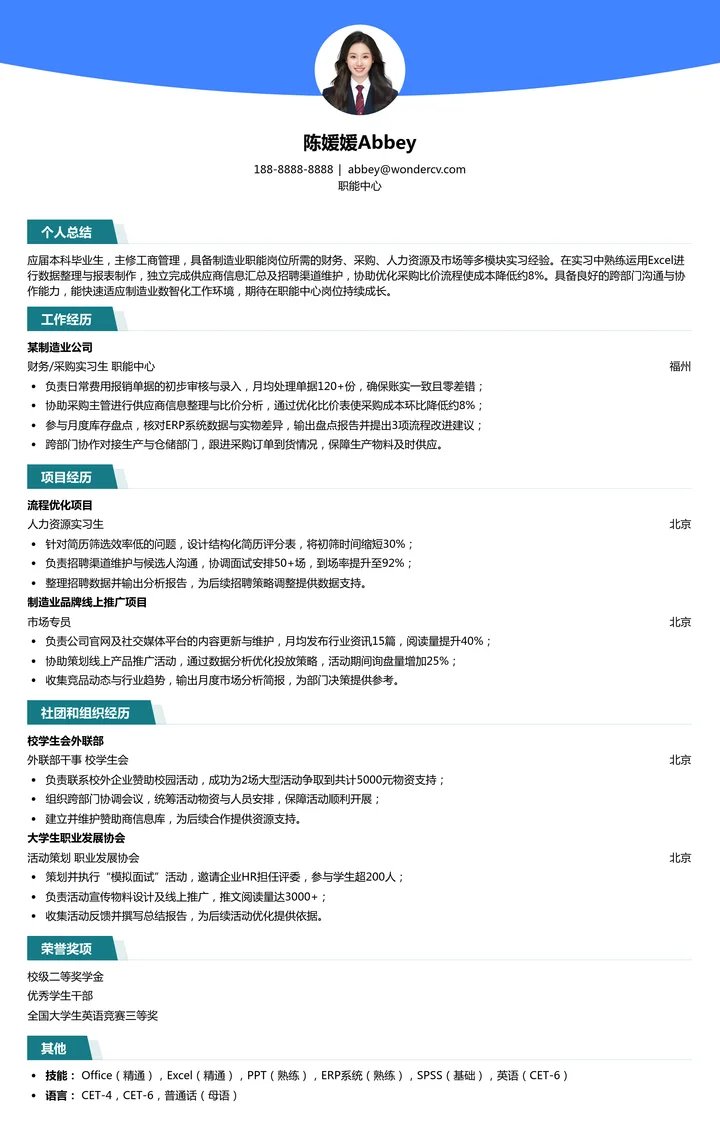 陈媛媛Abbey
188-8888-8888 | abbey@wondercv.com
职能中心
个人总结
应届本科毕业生，主修工商管理，具备制造业职能岗位所需的财务、采购、人力资源及市场等多模块实习经验。在实习中熟练运用Excel进
行数据整理与报表制作，独立完成供应商信息汇总及招聘渠道维护，协助优化采购比价流程使成本降低约8%。具备良好的跨部门沟通与协
作能力，能快速适应制造业数智化工作环境，期待在职能中心岗位持续成长。
工作经历
某制造业公司
财务/采购实习生 职能中心 福州
• 负责日常费用报销单据的初步审核与录入，月均处理单据120+份，确保账实一致且零差错；
• 协助采购主管进行供应商信息整理与比价分析，通过优化比价表使采购成本环比降低约8%；
• 参与月度库存盘点，核对ERP系统数据与实物差异，输出盘点报告并提出3项流程改进建议；
• 跨部门协作对接生产与仓储部门，跟进采购订单到货情况，保障生产物料及时供应。
项目经历
流程优化项目
人力资源实习生 北京
• 针对简历筛选效率低的问题，设计结构化简历评分表，将初筛时间缩短30%；
• 负责招聘渠道维护与候选人沟通，协调面试安排50+场，到场率提升至92%；
• 整理招聘数据并输出分析报告，为后续招聘策略调整提供数据支持。
制造业品牌线上推广项目
市场专员 北京
• 负责公司官网及社交媒体平台的内容更新与维护，月均发布行业资讯15篇，阅读量提升40%；
• 协助策划线上产品推广活动，通过数据分析优化投放策略，活动期间询盘量增加25%；
• 收集竞品动态与行业趋势，输出月度市场分析简报，为部门决策提供参考。
社团和组织经历
校学生会外联部
外联部干事 校学生会 北京
• 负责联系校外企业赞助校园活动，成功为2场大型活动争取到共计5000元物资支持；
• 组织跨部门协调会议，统筹活动物资与人员安排，保障活动顺利开展；
• 建立并维护赞助商信息库，为后续合作提供资源支持。
大学生职业发展协会
活动策划 职业发展协会 北京
• 策划并执行“模拟面试”活动，邀请企业HR担任评委，参与学生超200人；
• 负责活动宣传物料设计及线上推广，推文阅读量达3000+；
• 收集活动反馈并撰写总结报告，为后续活动优化提供依据。
荣誉奖项
校级二等奖学金
优秀学生干部
全国大学生英语竞赛三等奖
其他
• 技能： Office（精通），Excel（精通），PPT（熟练），ERP系统（熟练），SPSS（基础），英语（CET-6）
• 语言： CET-4，CET-6，普通话（母语）